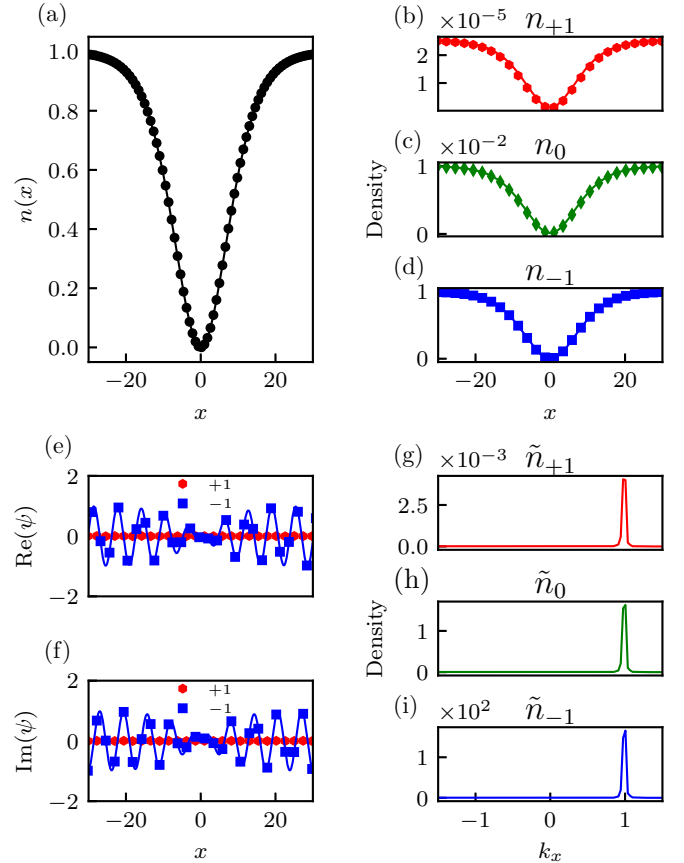 (a)
n(x)
1.0
0.8
0.6
0.4
0.2
0.0
−20
0
20
x
(b)
×10⁻⁵
n₊₁
2
1
(c)
×10⁻²
n₀
1
0
Density
(d)
n₋₁
1
0
−20
0
20
x
(e)
Re(ψ)
2
0
−2
+1
−1
(f)
Im(ψ)
2
0
−2
+1
−1
−20
0
20
x
(g)
×10⁻³
ñ₊₁
2.5
0.0
(h)
ñ₀
1
0
Density
(i)
×10²
ñ₋₁
1
0
−1
0
1
kₓ